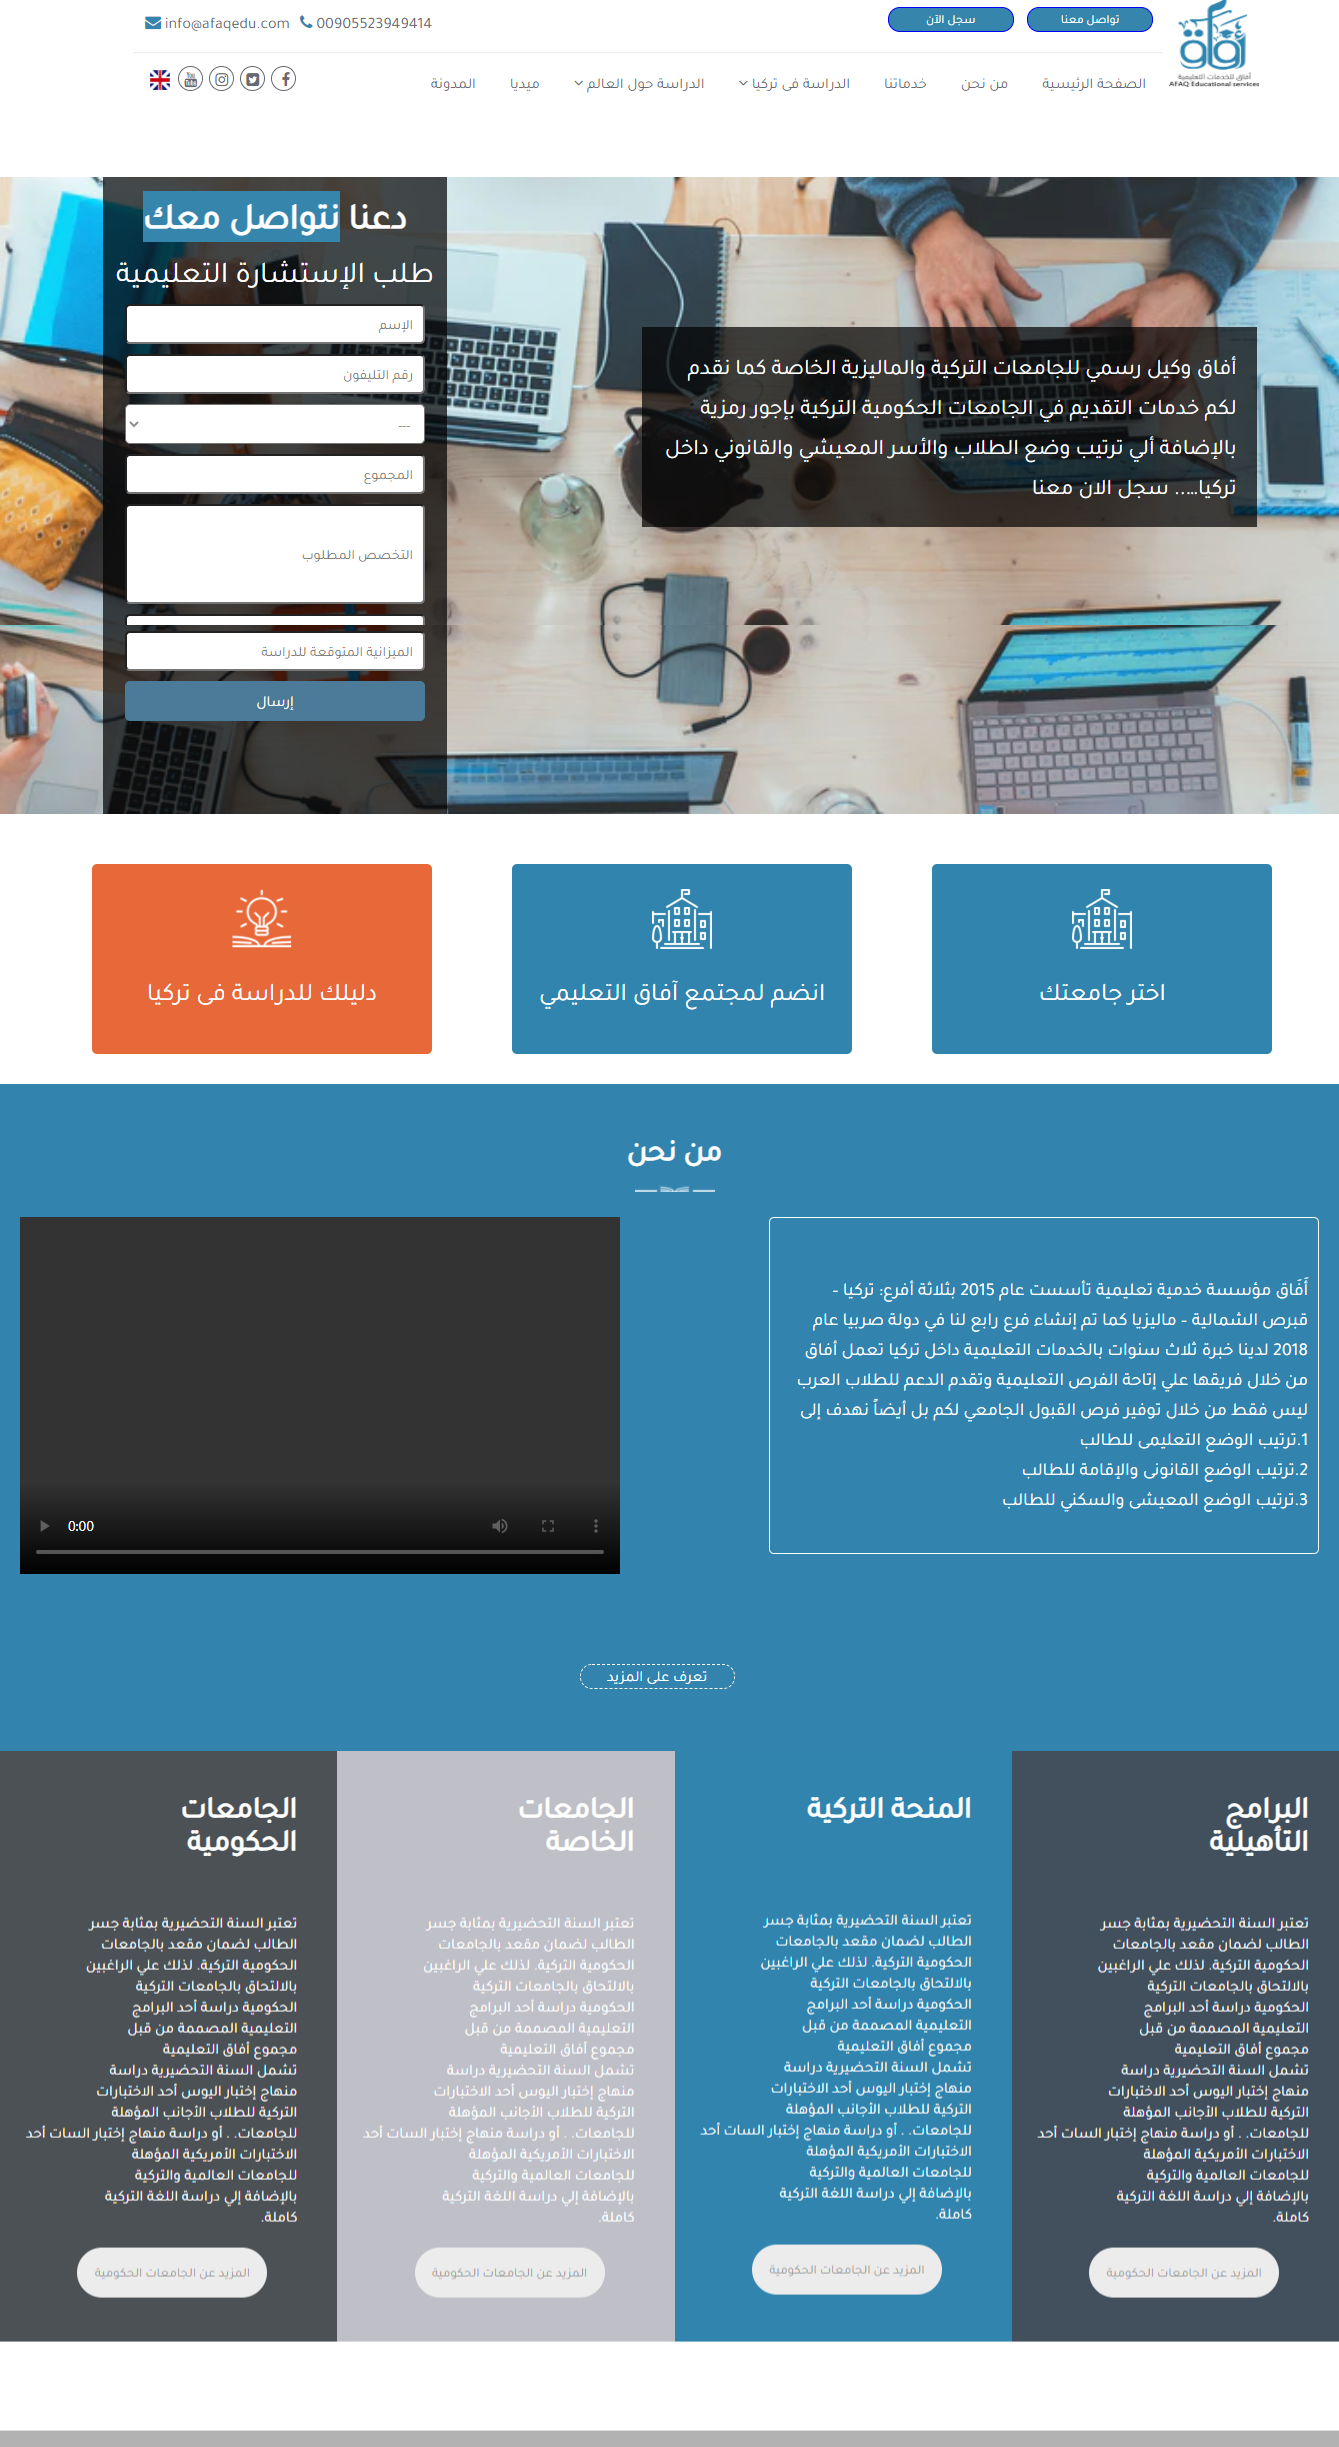 info@afaqedu.com 00905523949414
تواصل معنا
سجل الآن
أفاق للخدمات التعليمية
AFAQ Educational services
الصفحة الرئيسية
من نحن
خدماتنا
الدراسة فى تركيا
الدراسة حول العالم
ميديا
المدونة
دعنا نتواصل معك
طلب الإستشارة التعليمية
الإسم
رقم التليفون
---
المجموع
التخصص المطلوب
الميزانية المتوقعة للدراسة
إرسال
أفاق وكيل رسمي للجامعات التركية والماليزية الخاصة كما نقدم
لكم خدمات التقديم في الجامعات الحكومية التركية بإجور رمزية
بالإضافة ألي ترتيب وضع الطلاب والأسر المعيشي والقانوني داخل
تركيا..... سجل الان معنا
اختر جامعتك
انضم لمجتمع آفاق التعليمي
دليلك للدراسة فى تركيا
من نحن
أَفَاق مؤسسة خدمية تعليمية تأسست عام 2015 بثلاثة أفرع: تركيا –
قبرص الشمالية – ماليزيا كما تم إنشاء فرع رابع لنا في دولة صربيا عام
2018 لدينا خبرة ثلاث سنوات بالخدمات التعليمية داخل تركيا تعمل أفاق
من خلال فريقها علي إتاحة الفرص التعليمية وتقدم الدعم للطلاب العرب
ليس فقط من خلال توفير فرص القبول الجامعي لكم بل أيضاً نهدف إلى
1.ترتيب الوضع التعليمى للطالب
2.ترتيب الوضع القانونى والإقامة للطالب
3.ترتيب الوضع المعيشى والسكني للطالب
0:00
تعرف على المزيد
البرامج
التأهيلية
تعتبر السنة التحضيرية بمثابة جسر
الطالب لضمان مقعد بالجامعات
الحكومية التركية. لذلك علي الراغبين
بالالتحاق بالجامعات التركية
الحكومية دراسة أحد البرامج
التعليمية المصممة من قبل
مجموع أفاق التعليمية
تشمل السنة التحضيرية دراسة
منهاج إختبار اليوس أحد الاختبارات
التركية للطلاب الأجانب المؤهلة
للجامعات. . أو دراسة منهاج إختبار السات أحد
الاختبارات الأمريكية المؤهلة
للجامعات العالمية والتركية
بالإضافة إلي دراسة اللغة التركية
كاملة.
المزيد عن الجامعات الحكومية
المنحة التركية
تعتبر السنة التحضيرية بمثابة جسر
الطالب لضمان مقعد بالجامعات
الحكومية التركية. لذلك علي الراغبين
بالالتحاق بالجامعات التركية
الحكومية دراسة أحد البرامج
التعليمية المصممة من قبل
مجموع أفاق التعليمية
تشمل السنة التحضيرية دراسة
منهاج إختبار اليوس أحد الاختبارات
التركية للطلاب الأجانب المؤهلة
للجامعات. . أو دراسة منهاج إختبار السات أحد
الاختبارات الأمريكية المؤهلة
للجامعات العالمية والتركية
بالإضافة إلي دراسة اللغة التركية
كاملة.
المزيد عن الجامعات الحكومية
الجامعات
الخاصة
تعتبر السنة التحضيرية بمثابة جسر
الطالب لضمان مقعد بالجامعات
الحكومية التركية. لذلك علي الراغبين
بالالتحاق بالجامعات التركية
الحكومية دراسة أحد البرامج
التعليمية المصممة من قبل
مجموع أفاق التعليمية
تشمل السنة التحضيرية دراسة
منهاج إختبار اليوس أحد الاختبارات
التركية للطلاب الأجانب المؤهلة
للجامعات. . أو دراسة منهاج إختبار السات أحد
الاختبارات الأمريكية المؤهلة
للجامعات العالمية والتركية
بالإضافة إلي دراسة اللغة التركية
كاملة.
المزيد عن الجامعات الحكومية
الجامعات
الحكومية
تعتبر السنة التحضيرية بمثابة جسر
الطالب لضمان مقعد بالجامعات
الحكومية التركية. لذلك علي الراغبين
بالالتحاق بالجامعات التركية
الحكومية دراسة أحد البرامج
التعليمية المصممة من قبل
مجموع أفاق التعليمية
تشمل السنة التحضيرية دراسة
منهاج إختبار اليوس أحد الاختبارات
التركية للطلاب الأجانب المؤهلة
للجامعات. . أو دراسة منهاج إختبار السات أحد
الاختبارات الأمريكية المؤهلة
للجامعات العالمية والتركية
بالإضافة إلي دراسة اللغة التركية
كاملة.
المزيد عن الجامعات الحكومية